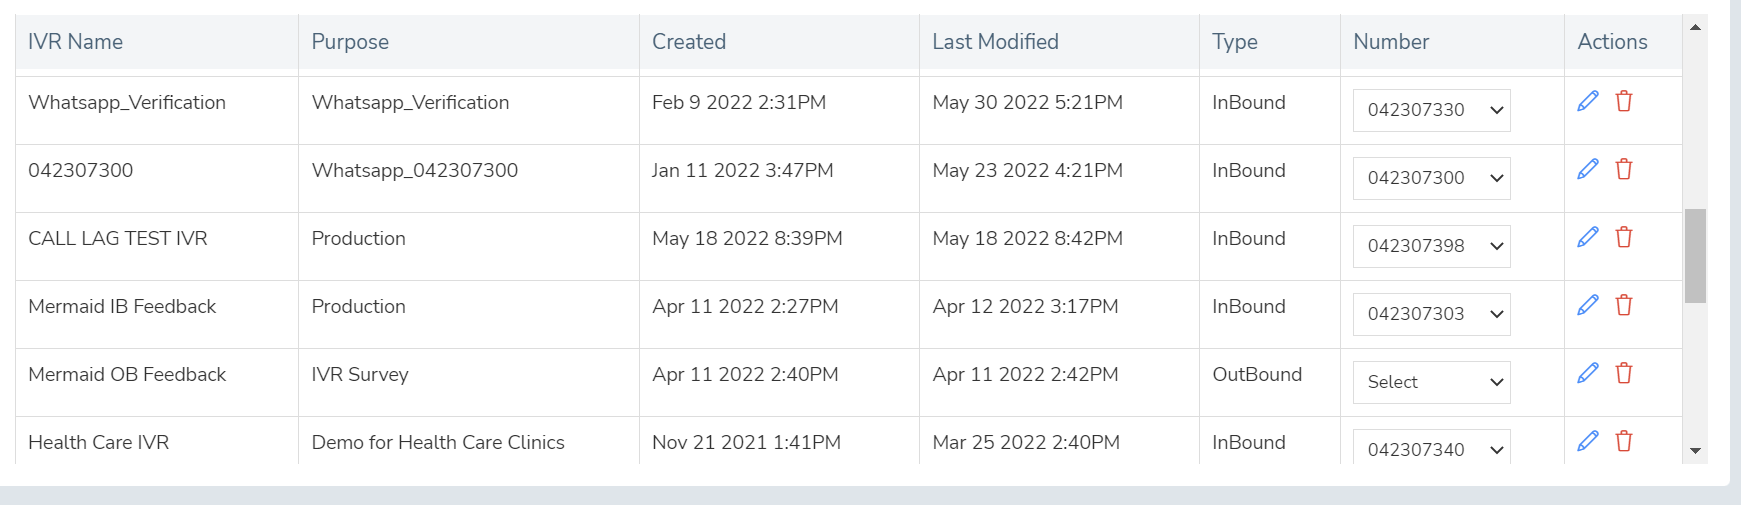 IVR Name Purpose Created Last Modified Type Number Actions
Whatsapp_Verification Whatsapp_Verification Feb 9 2022 2:31PM May 30 2022 5:21PM InBound 042307330
042307300 Whatsapp_042307300 Jan 11 2022 3:47PM May 23 2022 4:21PM InBound 042307300
CALL LAG TEST IVR Production May 18 2022 8:39PM May 18 2022 8:42PM InBound 042307398
Mermaid IB Feedback Production Apr 11 2022 2:27PM Apr 12 2022 3:17PM InBound 042307303
Mermaid OB Feedback IVR Survey Apr 11 2022 2:40PM Apr 11 2022 2:42PM OutBound Select
Health Care IVR Demo for Health Care Clinics Nov 21 2021 1:41PM Mar 25 2022 2:40PM InBound 042307340